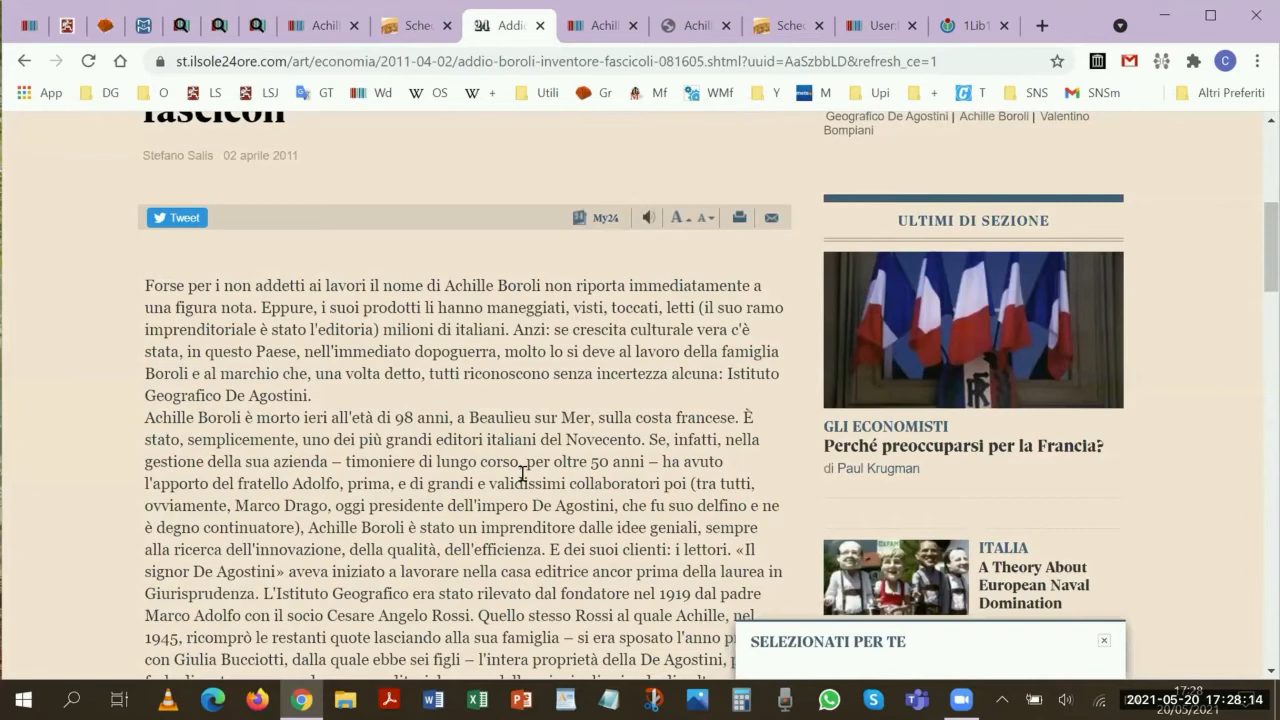 Achill
Sche
Addic
Achill
Achill
Sche
User:
1Lib1
st.ilsole24ore.com/art/economia/2011-04-02/addio-boroli-inventore-fascicoli-081605.shtml?uuid=AaSzbbLD&refresh_ce=1
C
App
DG
O
LS
LSJ
GT
Wd
OS
+
Utili
Gr
Mf
WMf
Y
M
Upi
+
T
SNS
SNSm
Altri Preferiti
fascicoli
Stefano Salis 02 aprile 2011
Tweet
My24
A A
Forse per i non addetti ai lavori il nome di Achille Boroli non riporta immediatamente a
una figura nota. Eppure, i suoi prodotti li hanno maneggiati, visti, toccati, letti (il suo ramo
imprenditoriale è stato l'editoria) milioni di italiani. Anzi: se crescita culturale vera c'è
stata, in questo Paese, nell'immediato dopoguerra, molto lo si deve al lavoro della famiglia
Boroli e al marchio che, una volta detto, tutti riconoscono senza incertezza alcuna: Istituto
Geografico De Agostini.
Achille Boroli è morto ieri all'età di 98 anni, a Beaulieu sur Mer, sulla costa francese. È
stato, semplicemente, uno dei più grandi editori italiani del Novecento. Se, infatti, nella
gestione della sua azienda – timoniere di lungo corso, per oltre 50 anni – ha avuto
l'apporto del fratello Adolfo, prima, e di grandi e validissimi collaboratori poi (tra tutti,
ovviamente, Marco Drago, oggi presidente dell'impero De Agostini, che fu suo delfino e ne
è degno continuatore), Achille Boroli è stato un imprenditore dalle idee geniali, sempre
alla ricerca dell'innovazione, della qualità, dell'efficienza. E dei suoi clienti: i lettori. «Il
signor De Agostini» aveva iniziato a lavorare nella casa editrice ancor prima della laurea in
Giurisprudenza. L'Istituto Geografico era stato rilevato dal fondatore nel 1919 dal padre
Marco Adolfo con il socio Cesare Angelo Rossi. Quello stesso Rossi al quale Achille, nel
1945, ricomprò le restanti quote lasciando alla sua famiglia – si era sposato l'anno p
con Giulia Bucciotti, dalla quale ebbe sei figli – l'intera proprietà della De Agostini, p
Geografico De Agostini | Achille Boroli | Valentino
Bompiani
ULTIMI DI SEZIONE
GLI ECONOMISTI
Perché preoccuparsi per la Francia?
di Paul Krugman
ITALIA
A Theory About
European Naval
Domination
SELEZIONATI PER TE
17:28
20/05/2021
2021-05-20 17:28:14